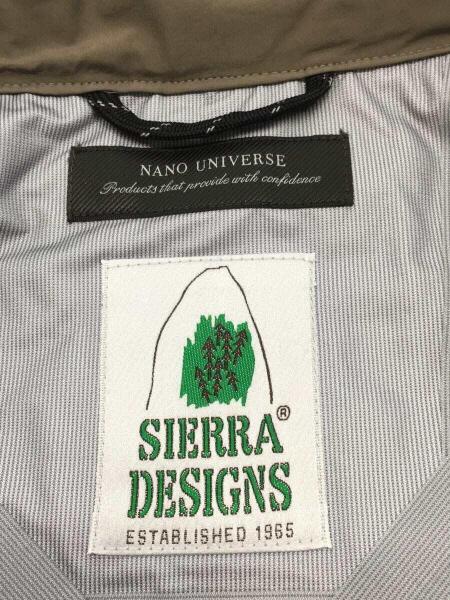 NANO UNIVERSE
Products that provide with confidence
SIERRA®
DESIGNS
ESTABLISHED 1965